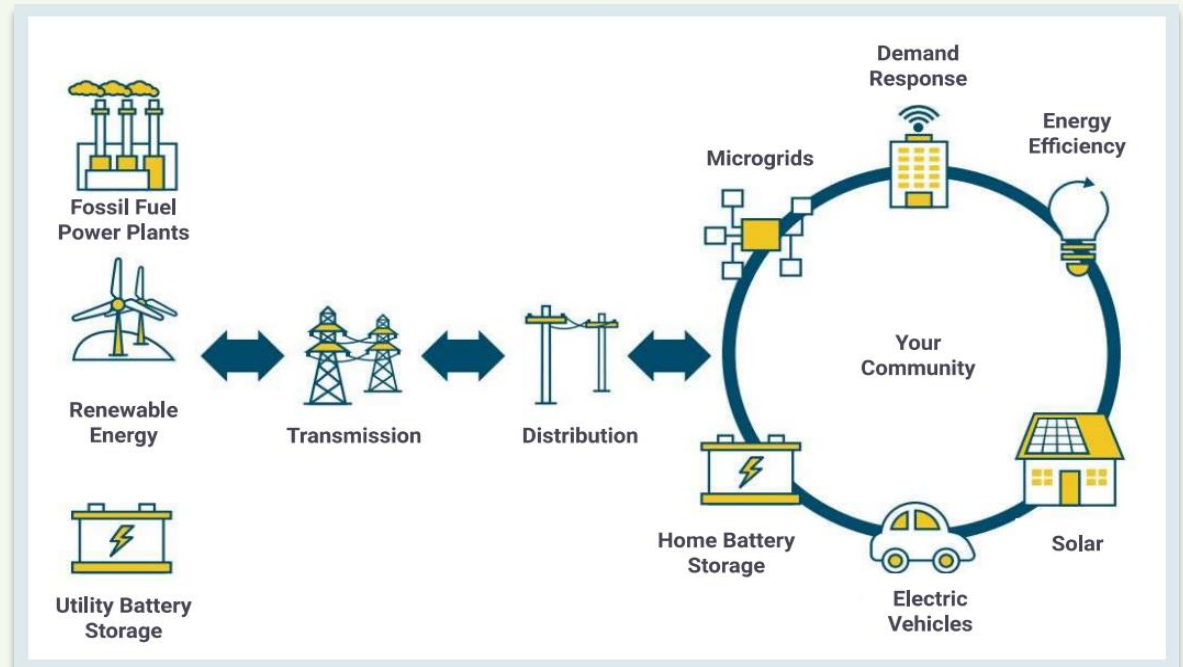 Fossil Fuel
Power Plants
Renewable
Energy
Utility Battery
Storage
Transmission
Distribution
Microgrids
Demand
Response
Energy
Efficiency
Your
Community
Solar
Electric
Vehicles
Home Battery
Storage